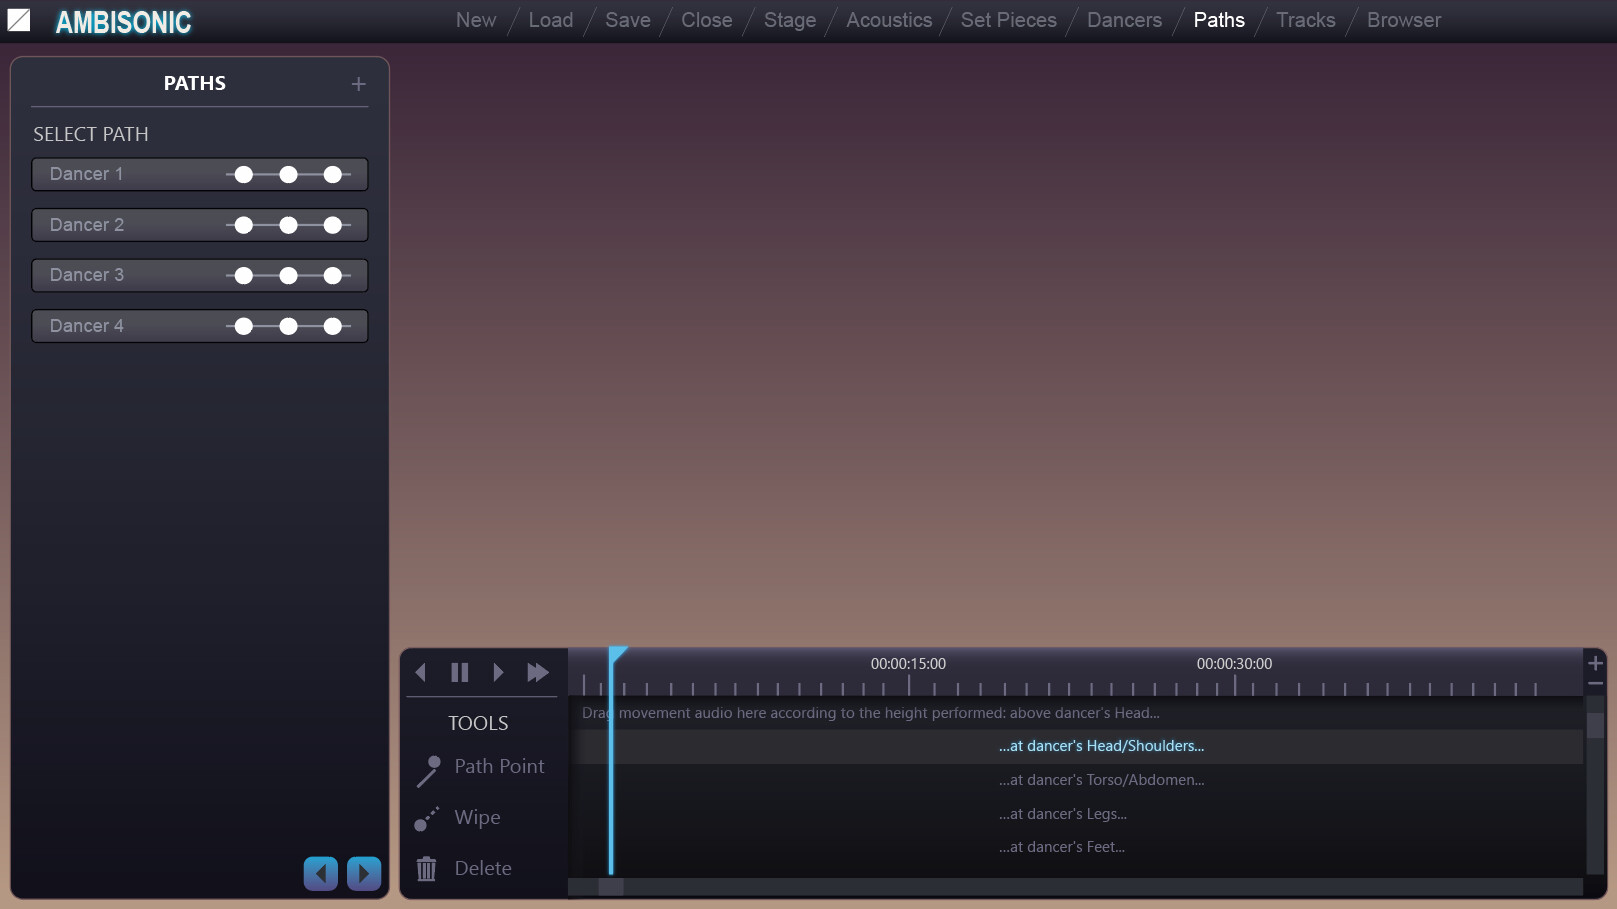 AMBISONIC
New / Load / Save / Close / Stage / Acoustics / Set Pieces / Dancers / Paths / Tracks / Browser
PATHS +
SELECT PATH
Dancer 1
Dancer 2
Dancer 3
Dancer 4
00:00:15:00 00:00:30:00
TOOLS
Path Point
Wipe
Delete
Drag movement audio here according to the height performed: above dancer's Head...
...at dancer's Head/Shoulders...
...at dancer's Torso/Abdomen...
...at dancer's Legs...
...at dancer's Feet...